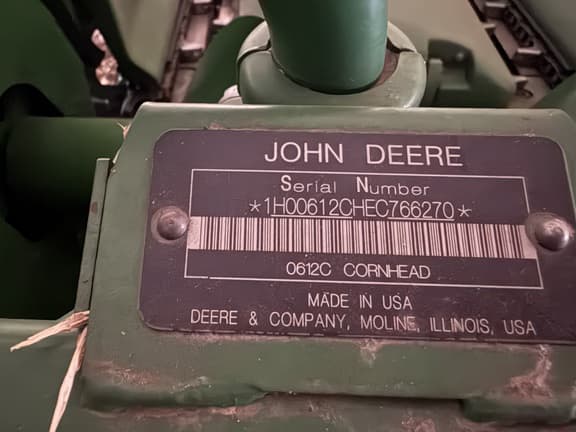 JOHN DEERE
Serial Number
*1H00612CHEC766270*
0612C CORNHEAD
MADE IN USA
DEERE & COMPANY, MOLINE, ILLINOIS, USA